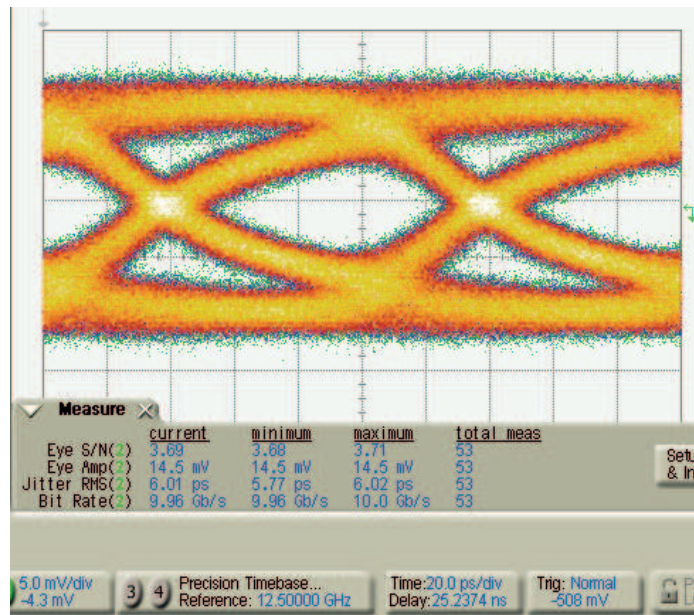 Measure
current minimum maximum total meas
Eye S/N(2) 3.69 3.68 3.71 53
Eye Amp(2) 14.5 mV 14.5 mV 14.5 mV 53
Jitter RMS(2) 6.01 ps 5.77 ps 6.02 ps 53
Bit Rate(2) 9.96 Gb/s 9.96 Gb/s 10.0 Gb/s 53
Setu
& In
5.0 mV/div
-4.3 mV
3 4
Precision Timebase...
Reference: 12.50000 GHz
Time:20.0 ps/div
Delay:25.2374 ns
Trig: Normal
-508 mV